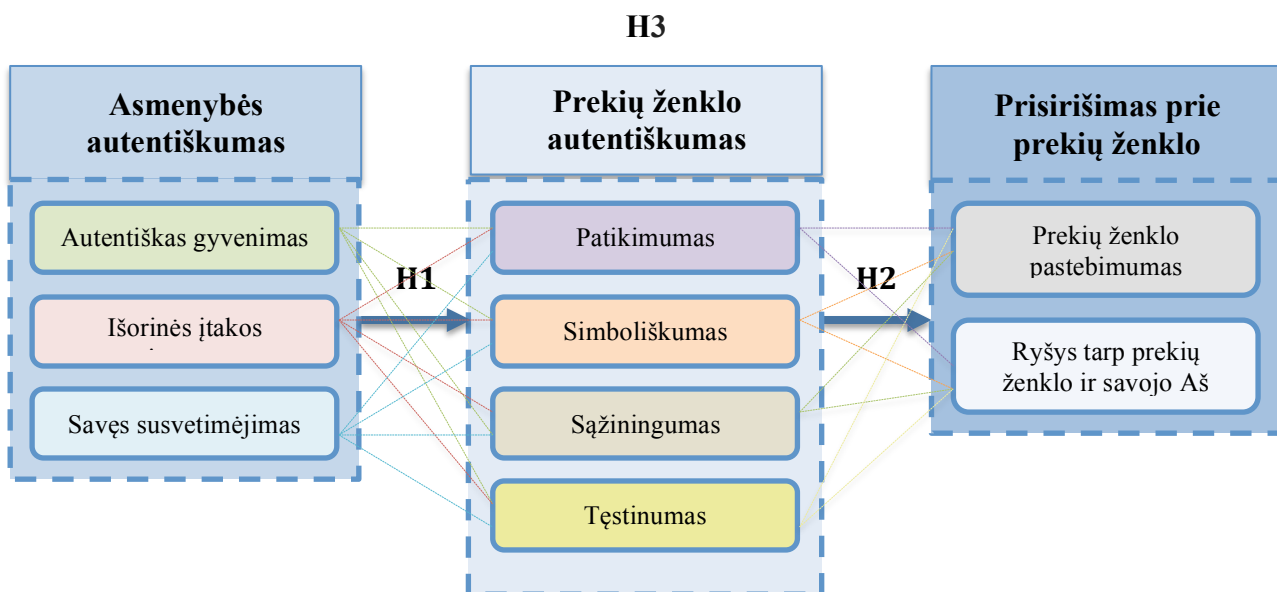 H3
Asmenybės
autentiškumas
Autentiškas gyvenimas
Išorinės įtakos
Savęs susvetimėjimas
H1
Prekių ženklo
autentiškumas
Patikimumas
Simboliškumas
Sąžiningumas
Tęstinumas
H2
Prisirišimas prie
prekių ženklo
Prekių ženklo
pastebimumas
Ryšys tarp prekių
ženklo ir savojo Aš